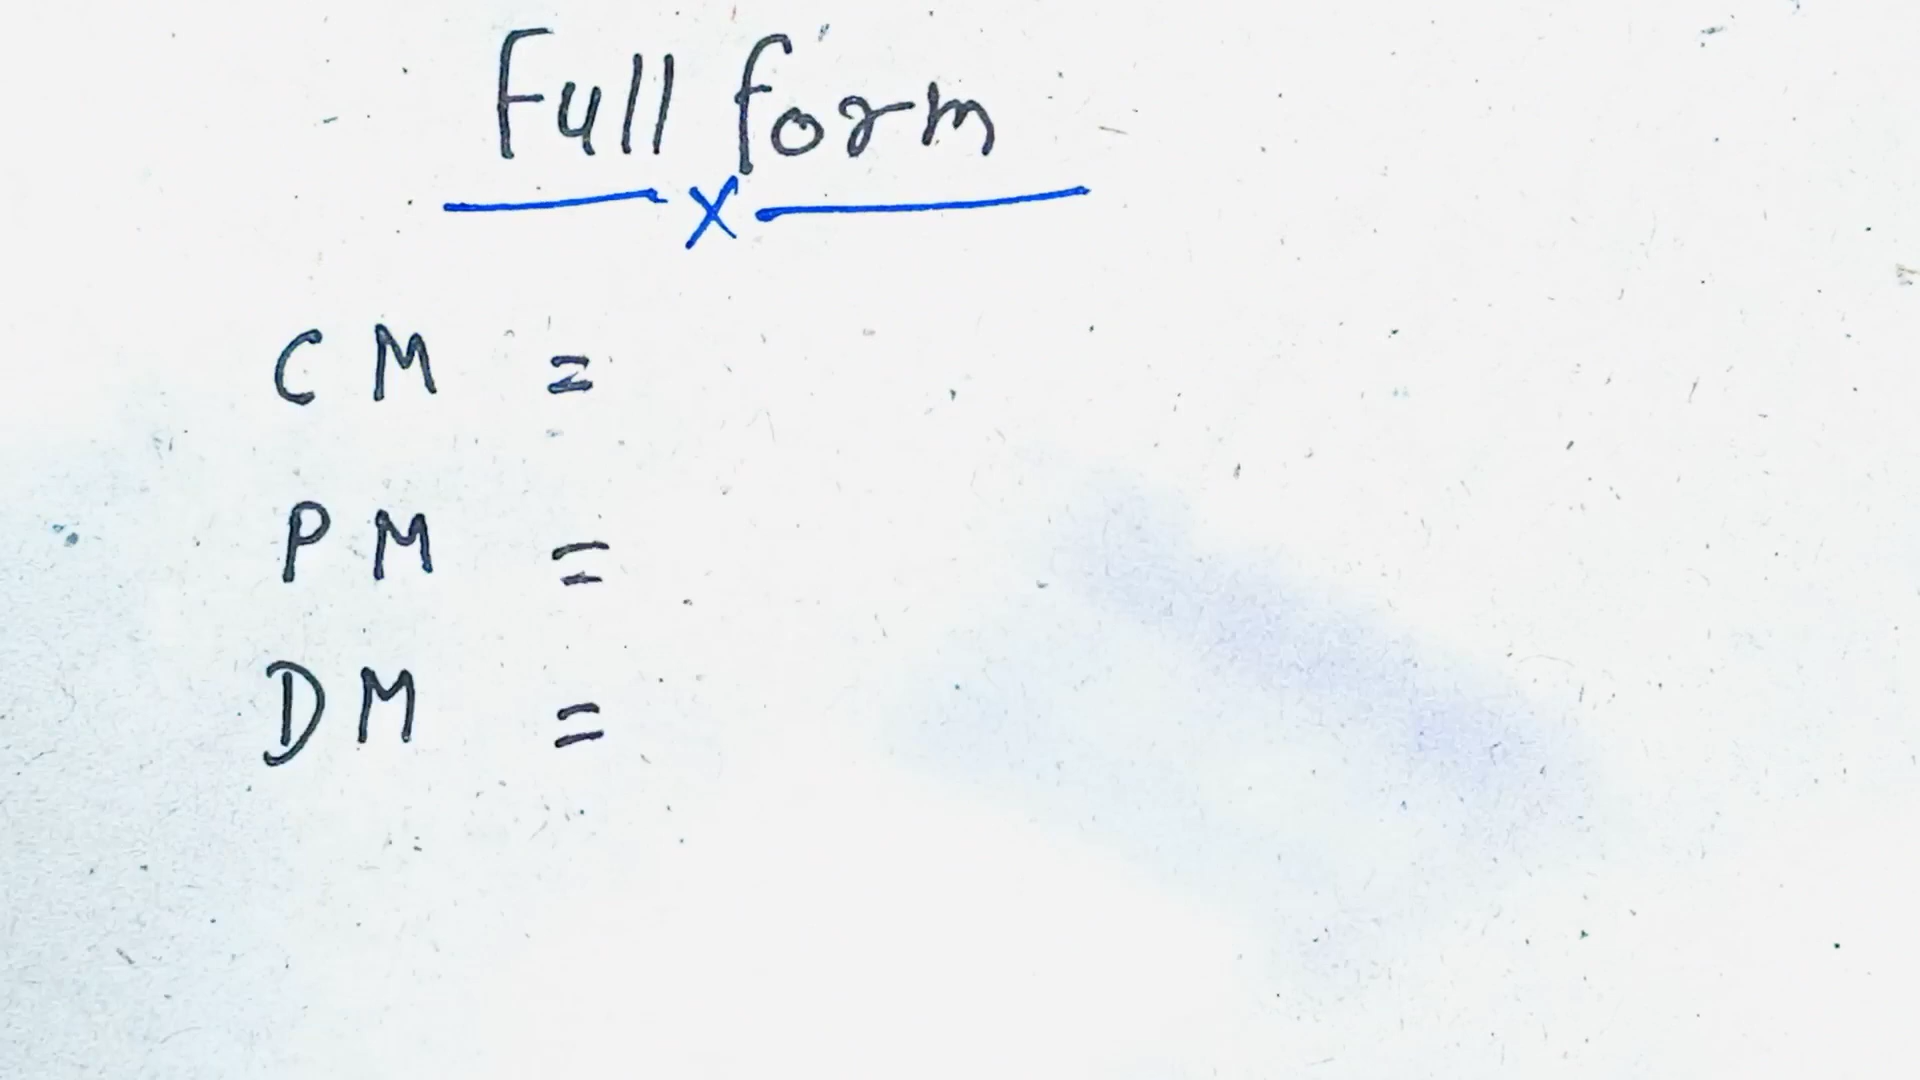 Full form
x
CM =
PM =
DM =